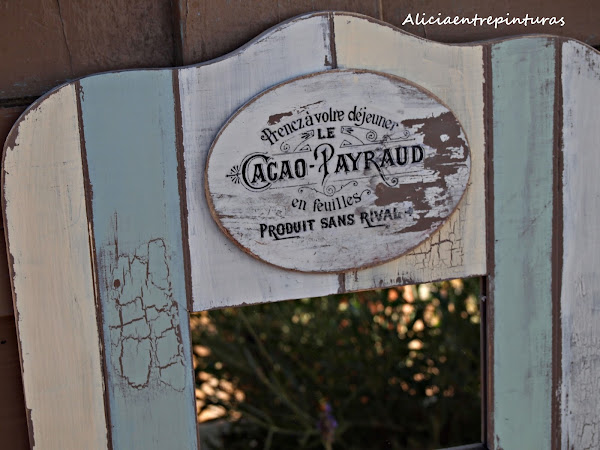 Aliciaentrepinturas
Prenez à votre déjeuner
LE
CACAO-PAYRAUD
en feuilles
PRODUIT SANS RIVAL